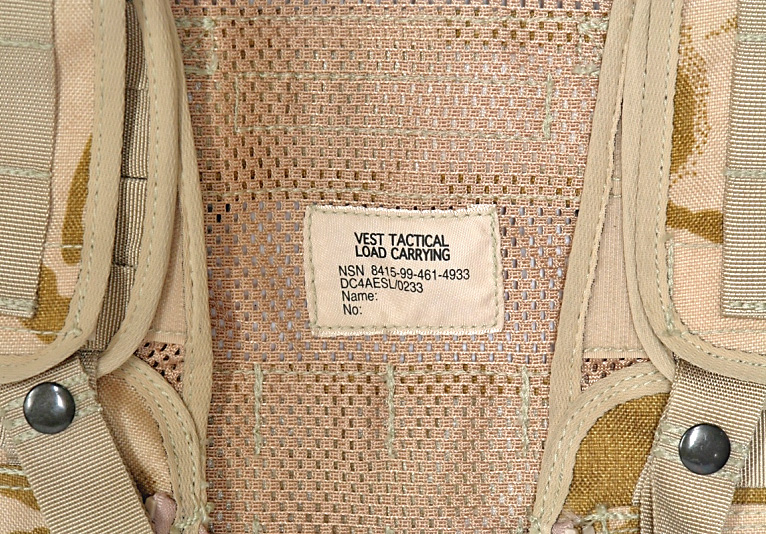 VEST TACTICAL
LOAD CARRYING
NSN 8415-99-461-4933
DC4AESL/0233
Name:
No: